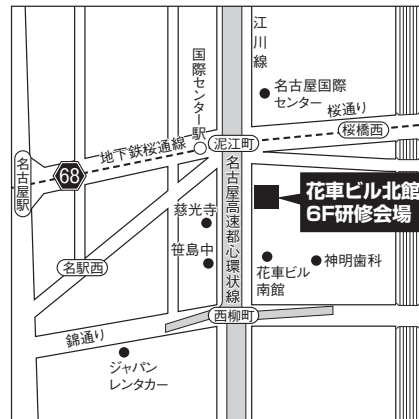 江川線
国際センター駅
名古屋国際
センター
桜通り
桜橋西
泥江町
地下鉄桜通線
名古屋駅
68
名古屋高速都心環状線
花車ビル北館
6F研修会場
慈光寺
笹島中
名駅西
花車ビル
南館
神明歯科
西柳町
錦通り
ジャパン
レンタカー